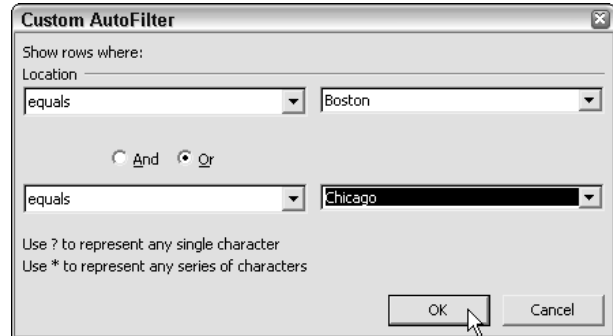 Custom AutoFilter
Show rows where:
Location
equals
Boston
And Or
equals
Chicago
Use ? to represent any single character
Use * to represent any series of characters
OK Cancel